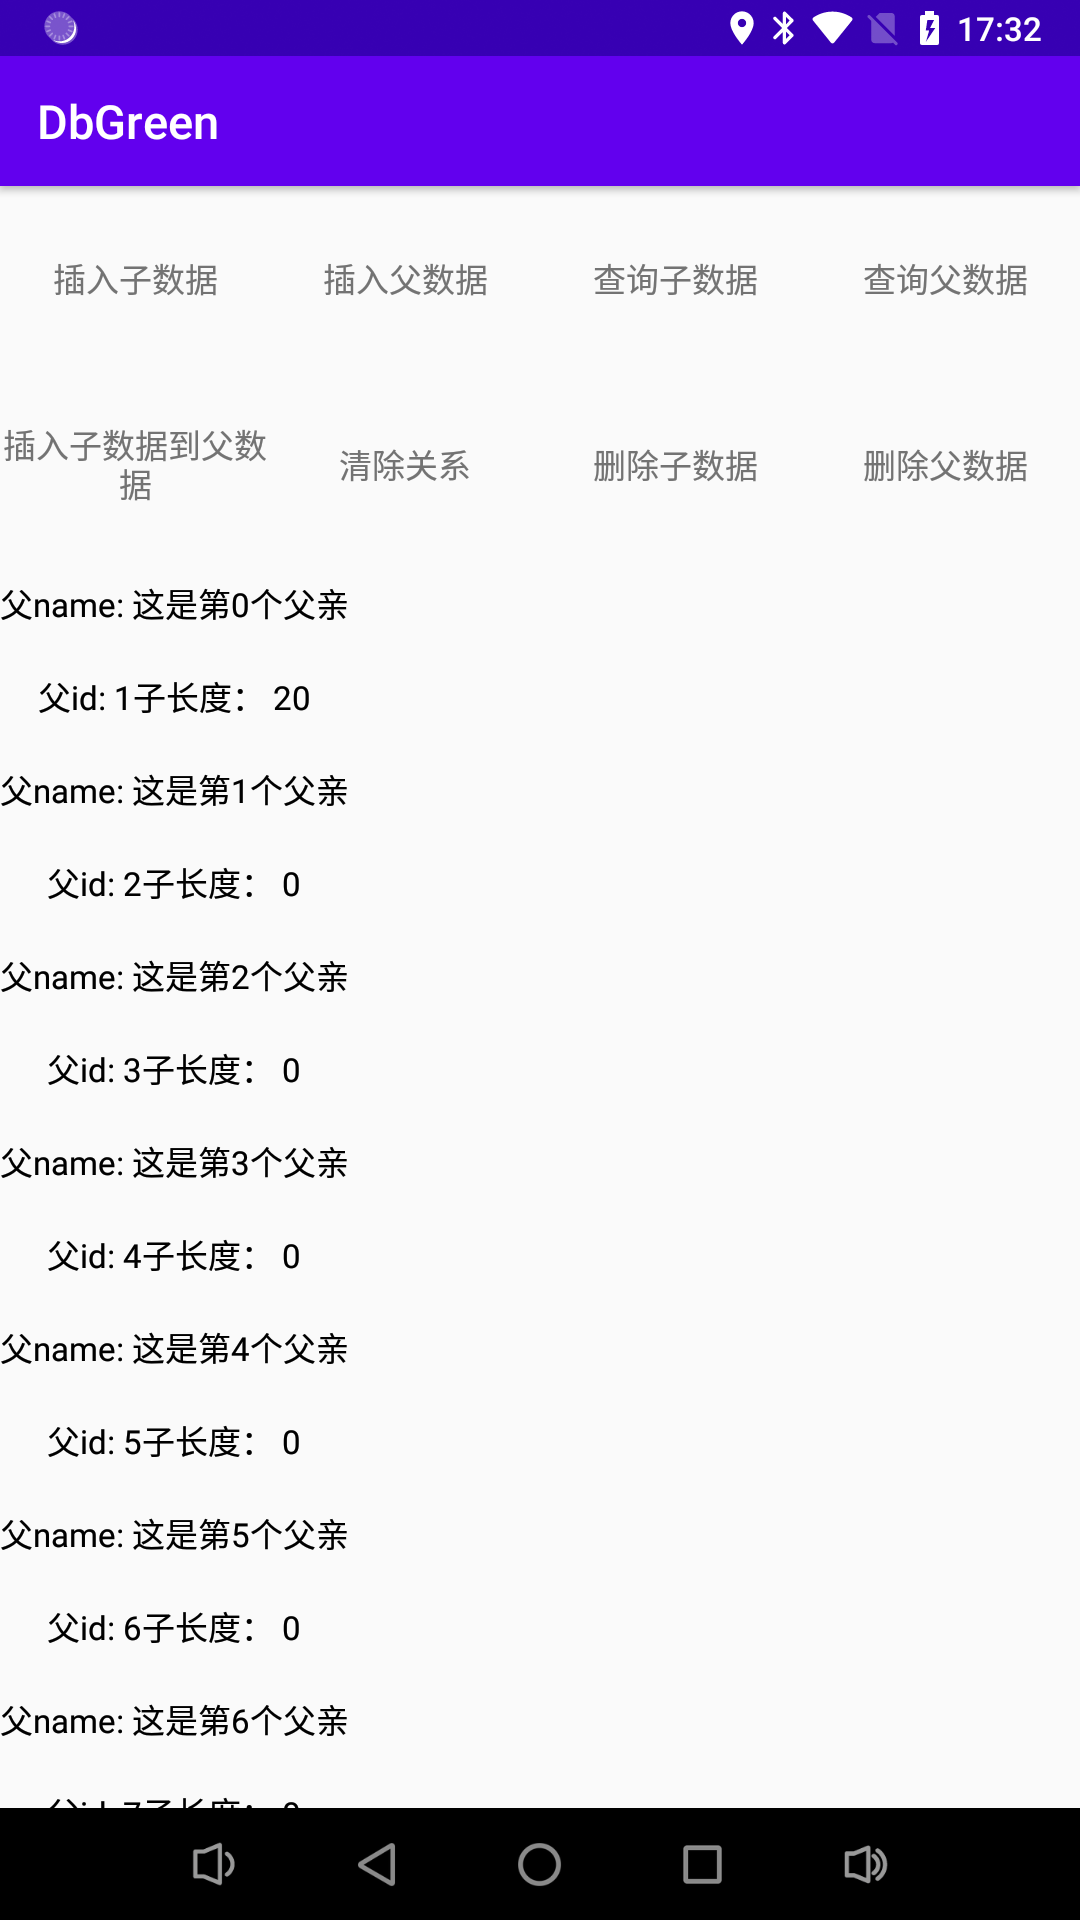 17:32
DbGreen
插入子数据 插入父数据 查询子数据 查询父数据
插入子数据到父数
据
清除关系 删除子数据 删除父数据
父name: 这是第0个父亲
父id: 1子长度： 20
父name: 这是第1个父亲
父id: 2子长度： 0
父name: 这是第2个父亲
父id: 3子长度： 0
父name: 这是第3个父亲
父id: 4子长度： 0
父name: 这是第4个父亲
父id: 5子长度： 0
父name: 这是第5个父亲
父id: 6子长度： 0
父name: 这是第6个父亲